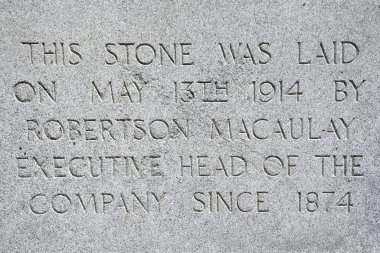 THIS STONE WAS LAID
ON MAY 13TH 1914 BY
ROBERTSON MACAULAY
EXECUTIVE HEAD OF THE
COMPANY SINCE 1874